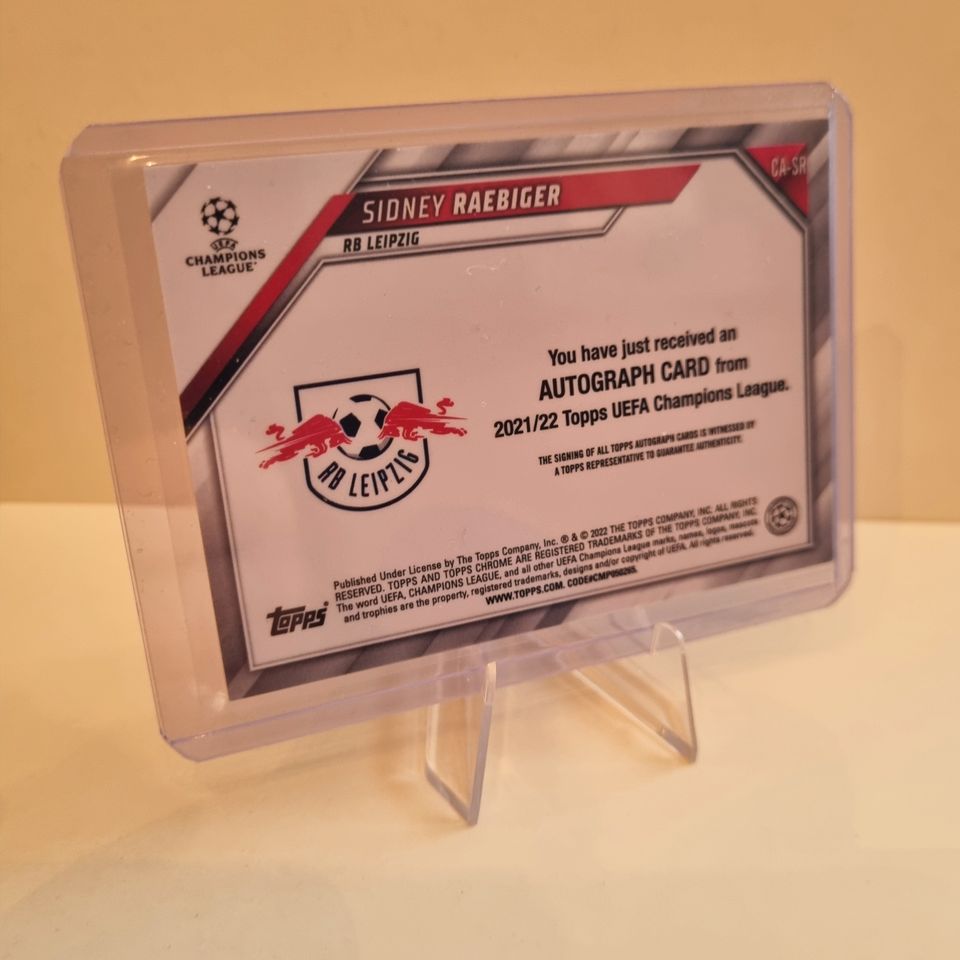 CA-SR
SIDNEY RAEBIGER
RB LEIPZIG
UEFA
CHAMPIONS
LEAGUE
You have just received an
AUTOGRAPH CARD from
2021/22 Topps UEFA Champions League.
THE SIGNING OF ALL TOPPS AUTOGRAPH CARDS IS WITNESSED BY
A TOPPS REPRESENTATIVE TO GUARANTEE AUTHENTICITY.
RB LEIPZIG
Published Under License by The Topps Company, Inc. ® & © 2022 THE TOPPS COMPANY, INC. ALL RIGHTS
RESERVED. TOPPS AND TOPPS CHROME ARE REGISTERED TRADEMARKS OF THE TOPPS COMPANY, INC.
The word UEFA, CHAMPIONS LEAGUE, and all other UEFA Champions League marks, names, logos, mascots
and trophies are the property, registered trademarks, designs and/or copyright of UEFA. All rights reserved.
WWW.TOPPS.COM. CODE#CMP050265.
topps